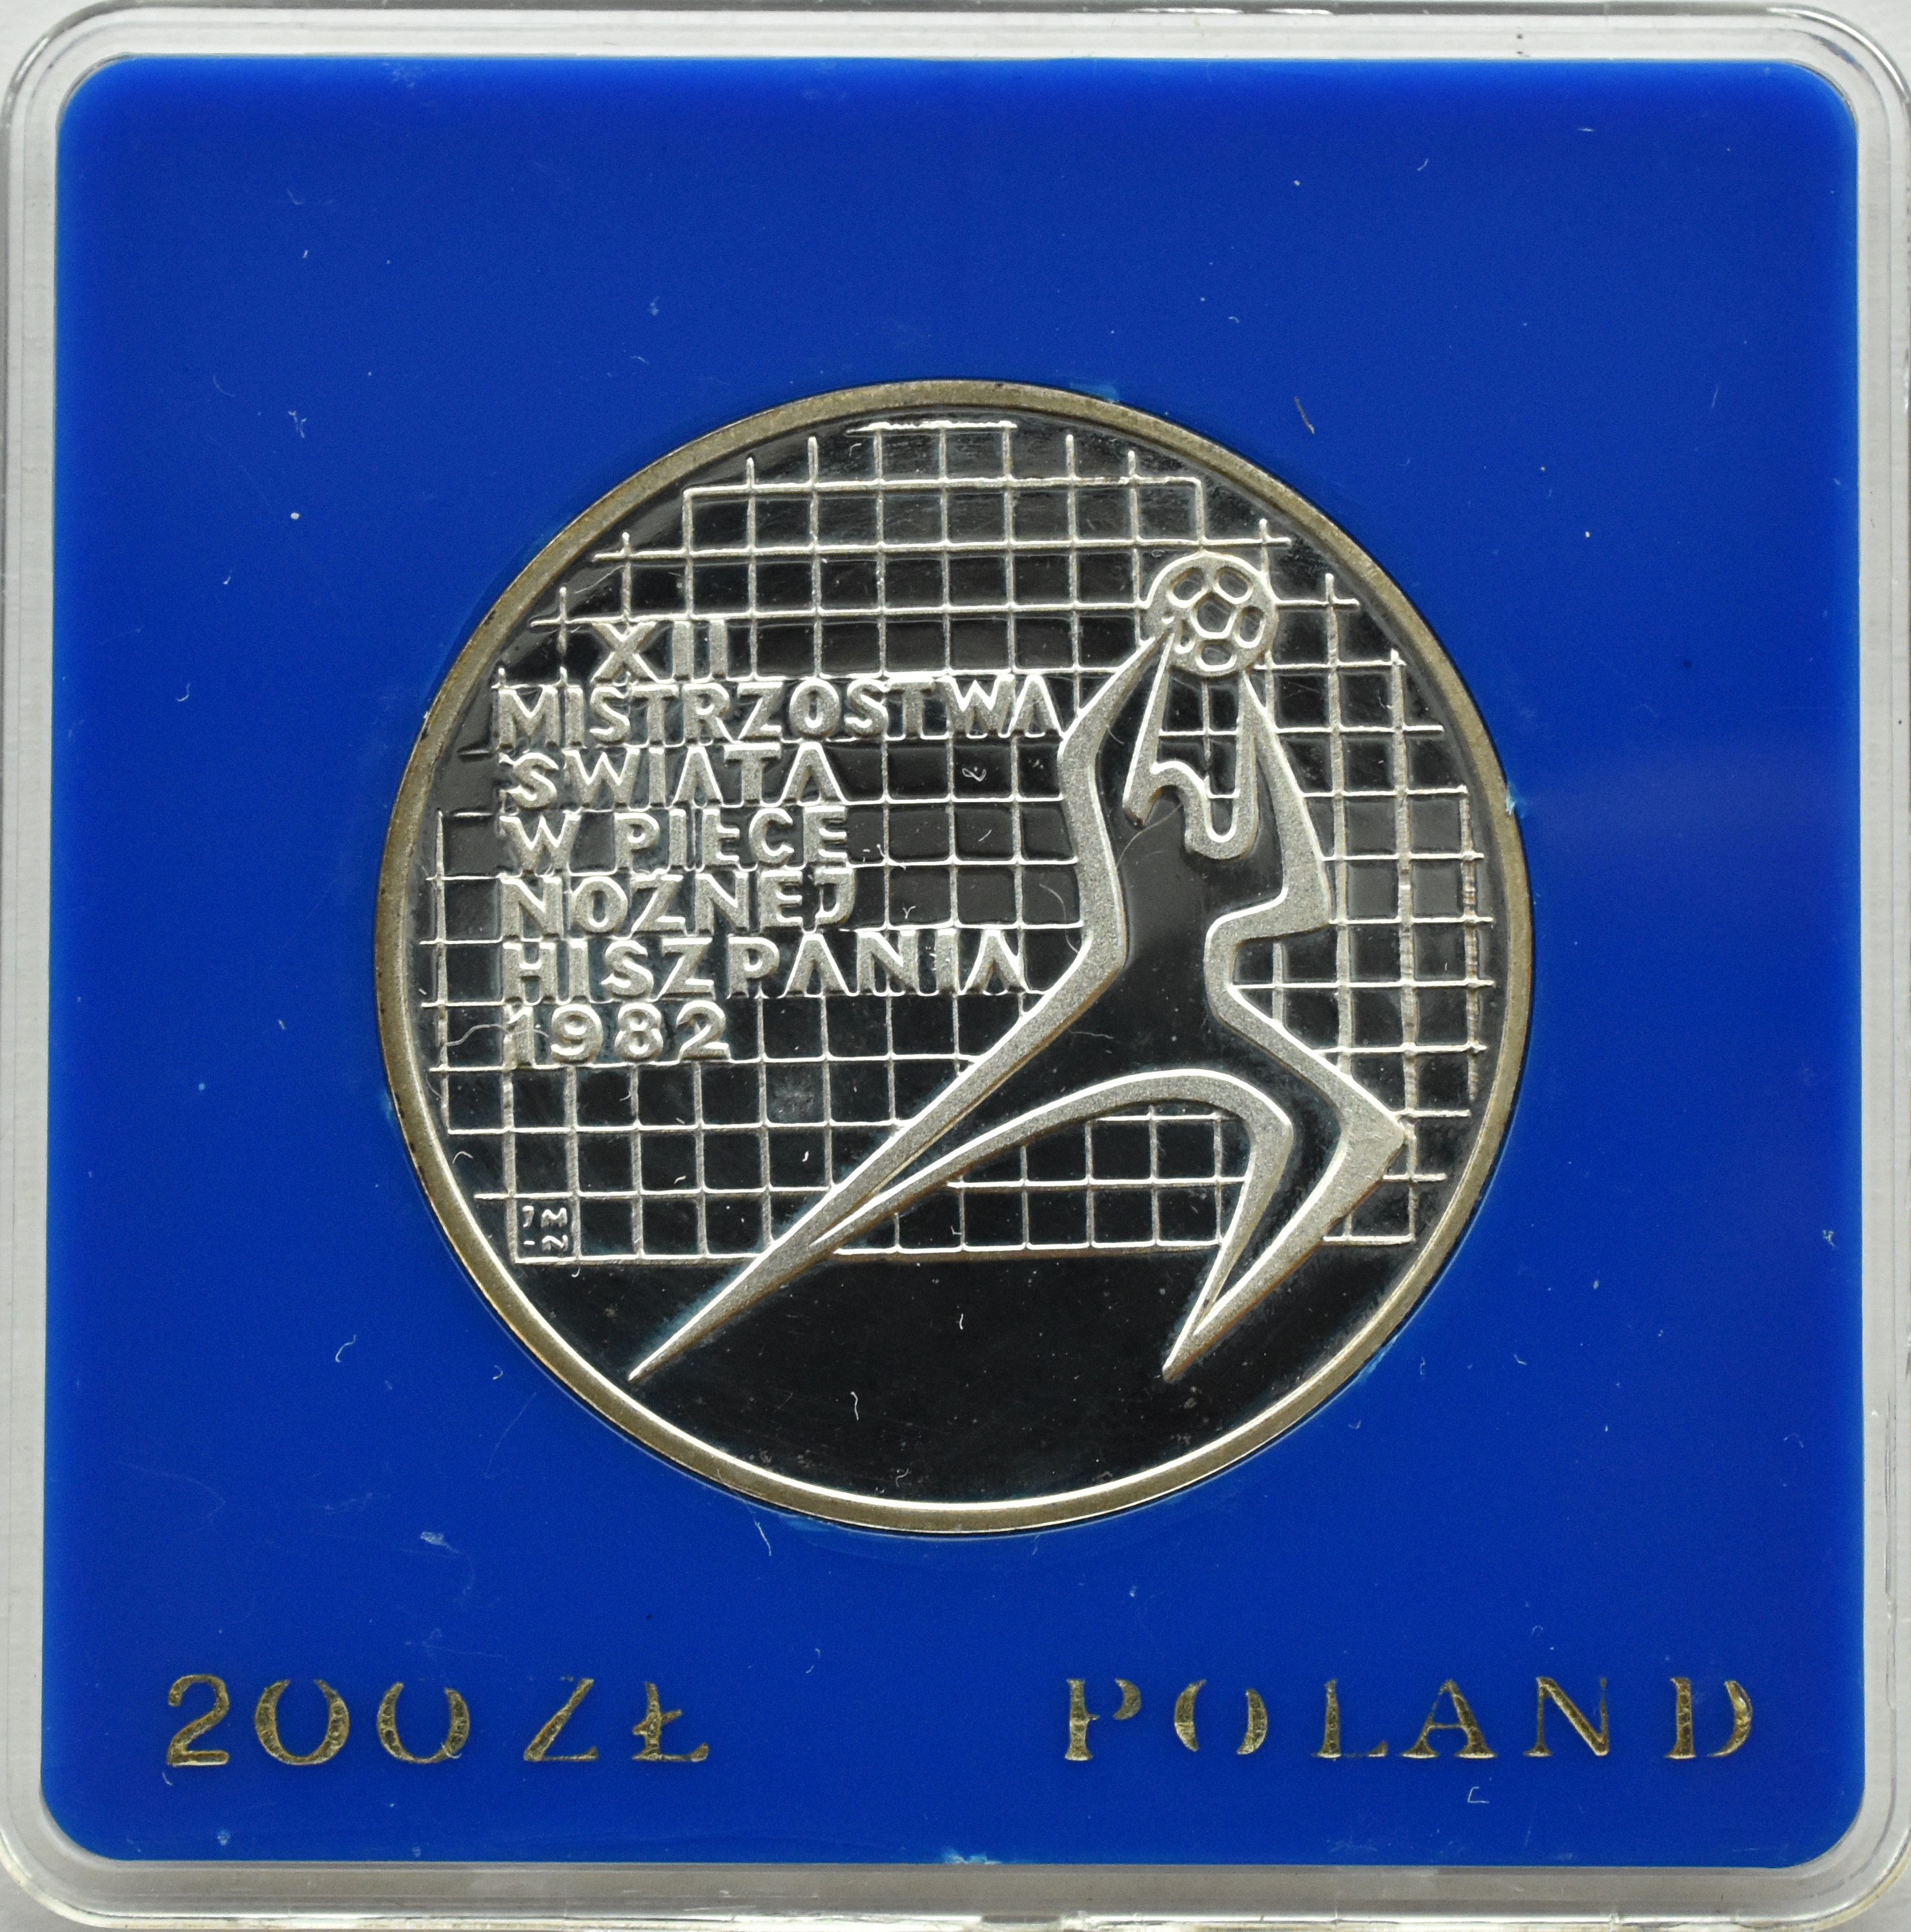 XII
MISTRZOSTWA
ŚWIATA
W PIŁCE
NOŻNEJ
HISZPANIA
1982
200 ZŁ POLAND